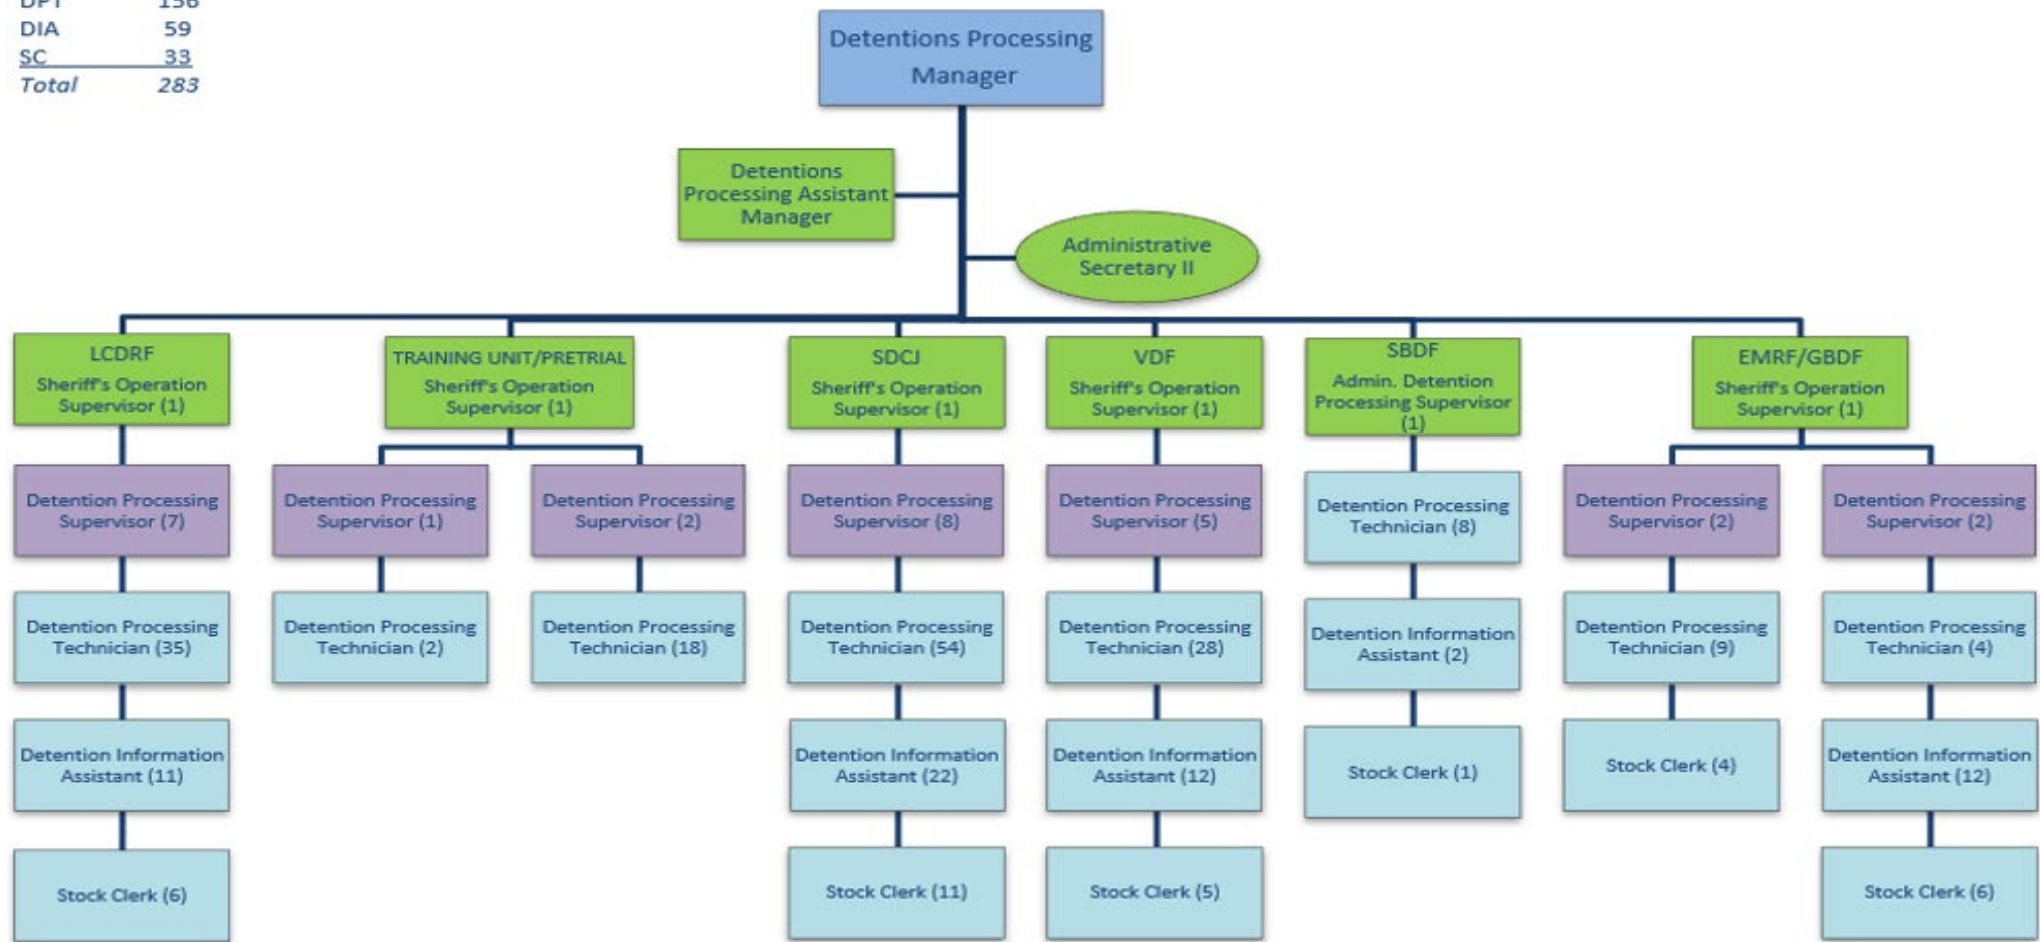 DPT 156
DIA 59
SC 33
Total 283
Detentions Processing
Manager
Detentions
Processing Assistant
Manager
Administrative
Secretary II
LCDRF
Sheriff's Operation
Supervisor (1)
TRAINING UNIT/PRETRIAL
Sheriff's Operation
Supervisor (1)
SDCJ
Sheriff's Operation
Supervisor (1)
VDF
Sheriff's Operation
Supervisor (1)
SBDF
Admin. Detention
Processing Supervisor
(1)
EMRF/GBDF
Sheriff's Operation
Supervisor (1)
Detention Processing
Supervisor (7)
Detention Processing
Supervisor (1)
Detention Processing
Supervisor (2)
Detention Processing
Supervisor (8)
Detention Processing
Supervisor (5)
Detention Processing
Technician (8)
Detention Processing
Supervisor (2)
Detention Processing
Supervisor (2)
Detention Processing
Technician (35)
Detention Processing
Technician (2)
Detention Processing
Technician (18)
Detention Processing
Technician (54)
Detention Processing
Technician (28)
Detention Information
Assistant (2)
Detention Processing
Technician (9)
Detention Processing
Technician (4)
Detention Information
Assistant (11)
Detention Information
Assistant (22)
Detention Information
Assistant (12)
Stock Clerk (1)
Stock Clerk (4)
Detention Information
Assistant (12)
Stock Clerk (6)
Stock Clerk (11)
Stock Clerk (5)
Stock Clerk (6)